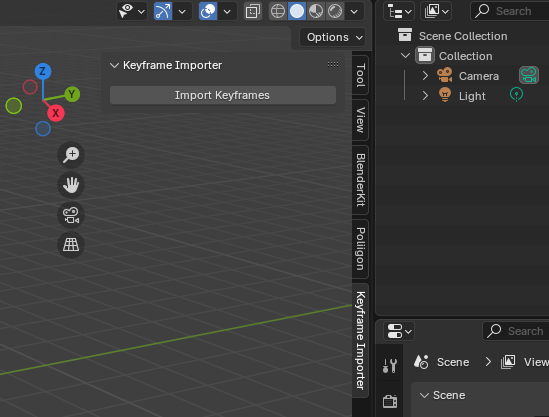 Options
Search
Scene Collection
Keyframe Importer
Collection
Import Keyframes
Camera
Light
Z
Y
X
Tool
View
BlenderKit
Poliigon
Keyframe Importer
Search
Scene
View
Scene